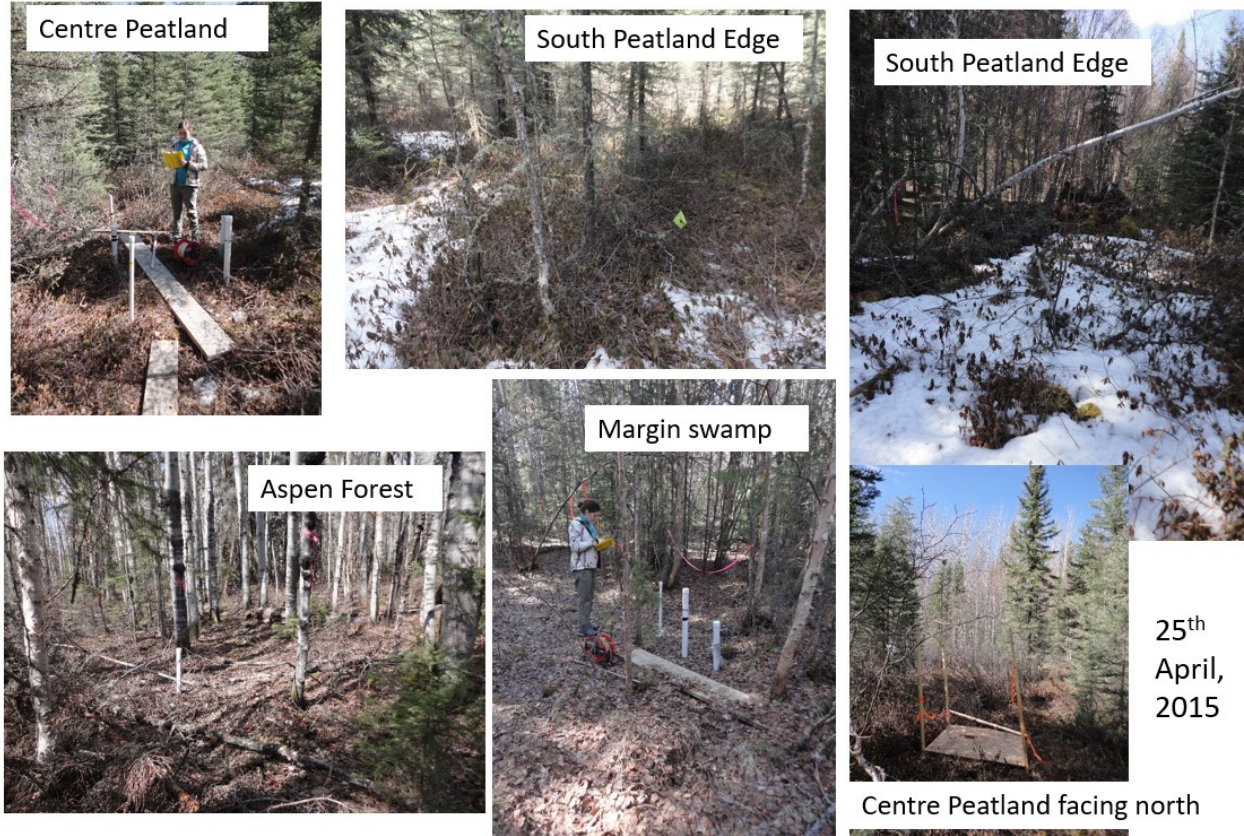 Centre Peatland
South Peatland Edge
South Peatland Edge
Aspen Forest
Margin swamp
25th
April,
2015
Centre Peatland facing north